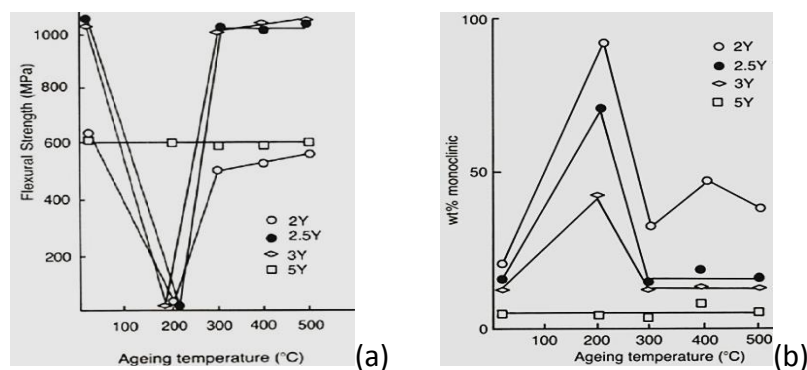 Flexural Strength (MPa)
1000
800
600
400
200
○ 2Y
● 2.5Y
◇ 3Y
□ 5Y
100 200 300 400 500
Ageing temperature (°C)
(a)
wt% monoclinic
100
50
0
○ 2Y
● 2.5Y
◇ 3Y
□ 5Y
100 200 300 400 500
Ageing temperature (°C)
(b)